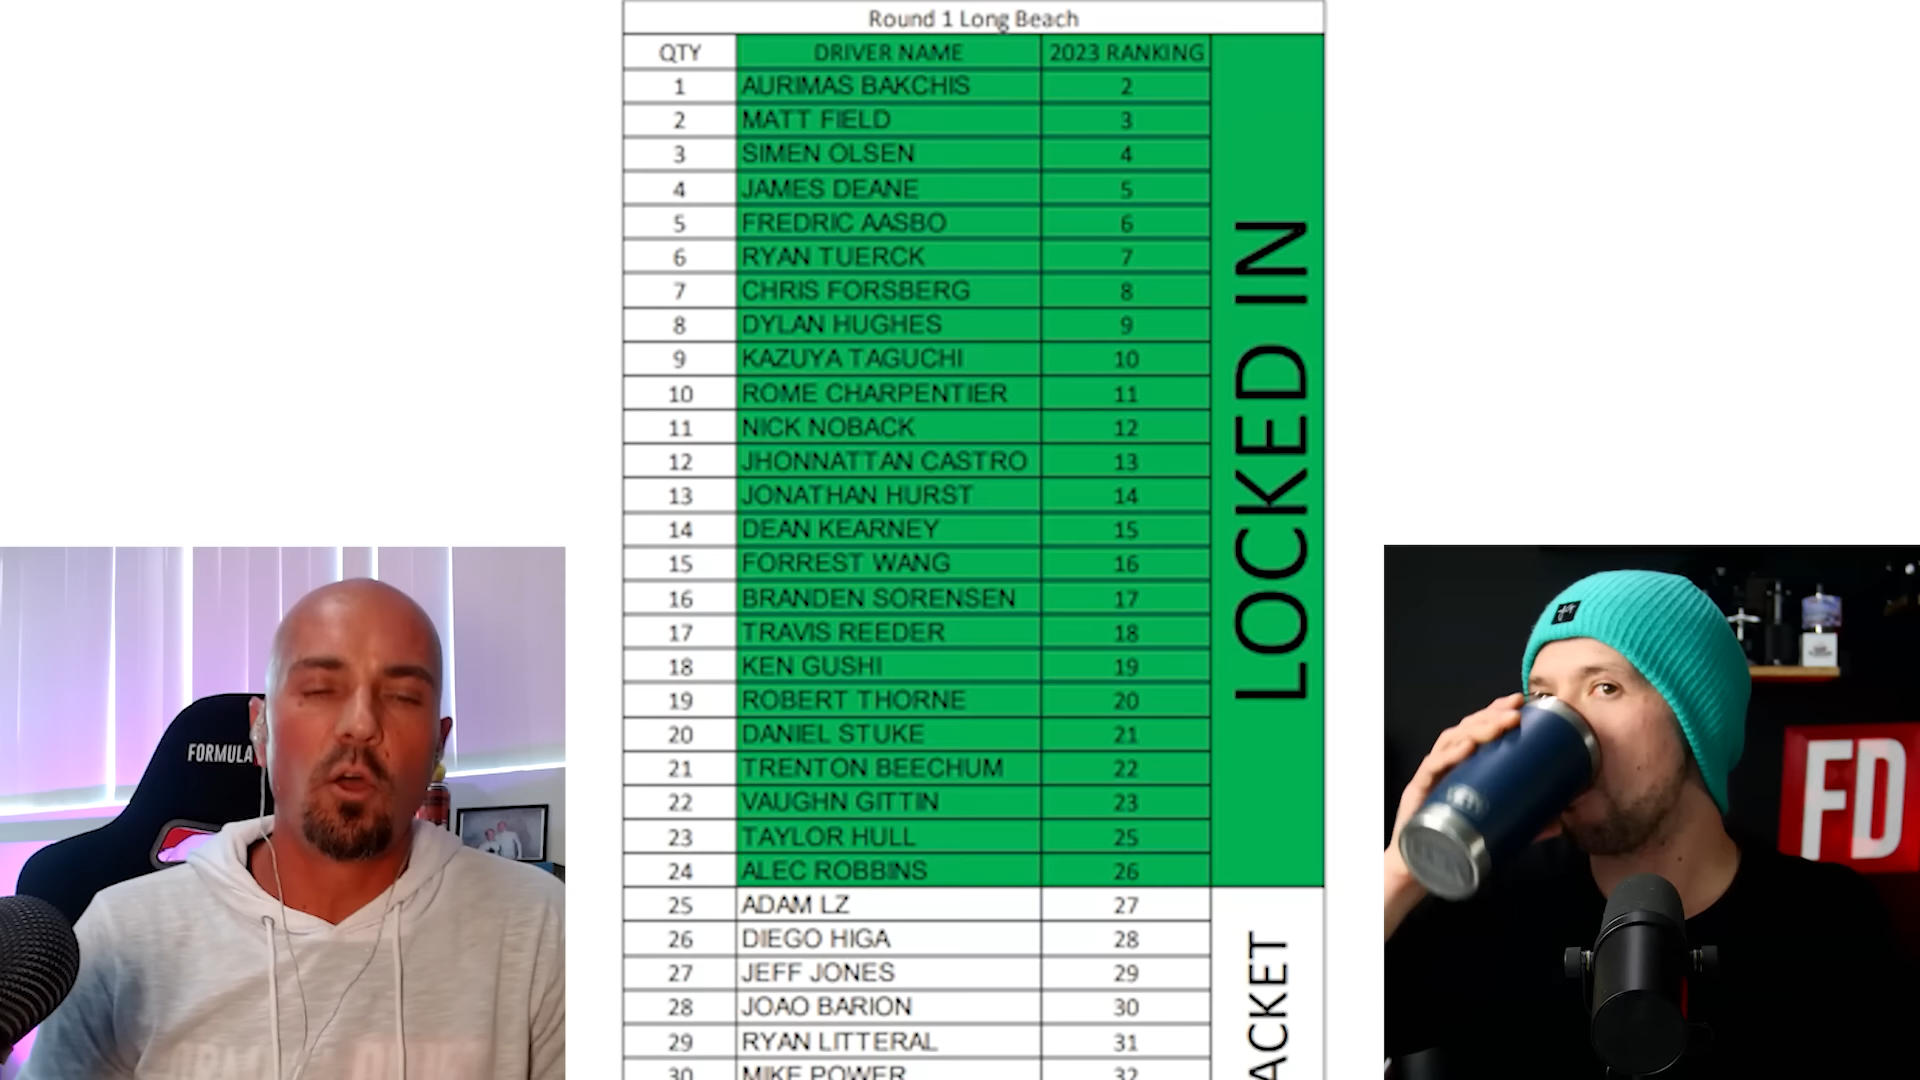 Round 1 Long Beach
QTY DRIVER NAME 2023 RANKING
1 AURIMAS BAKCHIS 2
2 MATT FIELD 3
3 SIMEN OLSEN 4
4 JAMES DEANE 5
5 FREDRIC AASBO 6
6 RYAN TUERCK 7
7 CHRIS FORSBERG 8
8 DYLAN HUGHES 9
9 KAZUYA TAGUCHI 10
10 ROME CHARPENTIER 11
11 NICK NOBACK 12
12 JHONNATTAN CASTRO 13
13 JONATHAN HURST 14
14 DEAN KEARNEY 15
15 FORREST WANG 16
16 BRANDEN SORENSEN 17
17 TRAVIS REEDER 18
18 KEN GUSHI 19
19 ROBERT THORNE 20
20 DANIEL STUKE 21
21 TRENTON BEECHUM 22
22 VAUGHN GITTIN 23
23 TAYLOR HULL 25
24 ALEC ROBBINS 26
LOCKED IN
25 ADAM LZ 27
26 DIEGO HIGA 28
27 JEFF JONES 29
28 JOAO BARION 30
29 RYAN LITTERAL 31
30 MIKE POWER 32
ACKET
FORMULA
YETI
FD